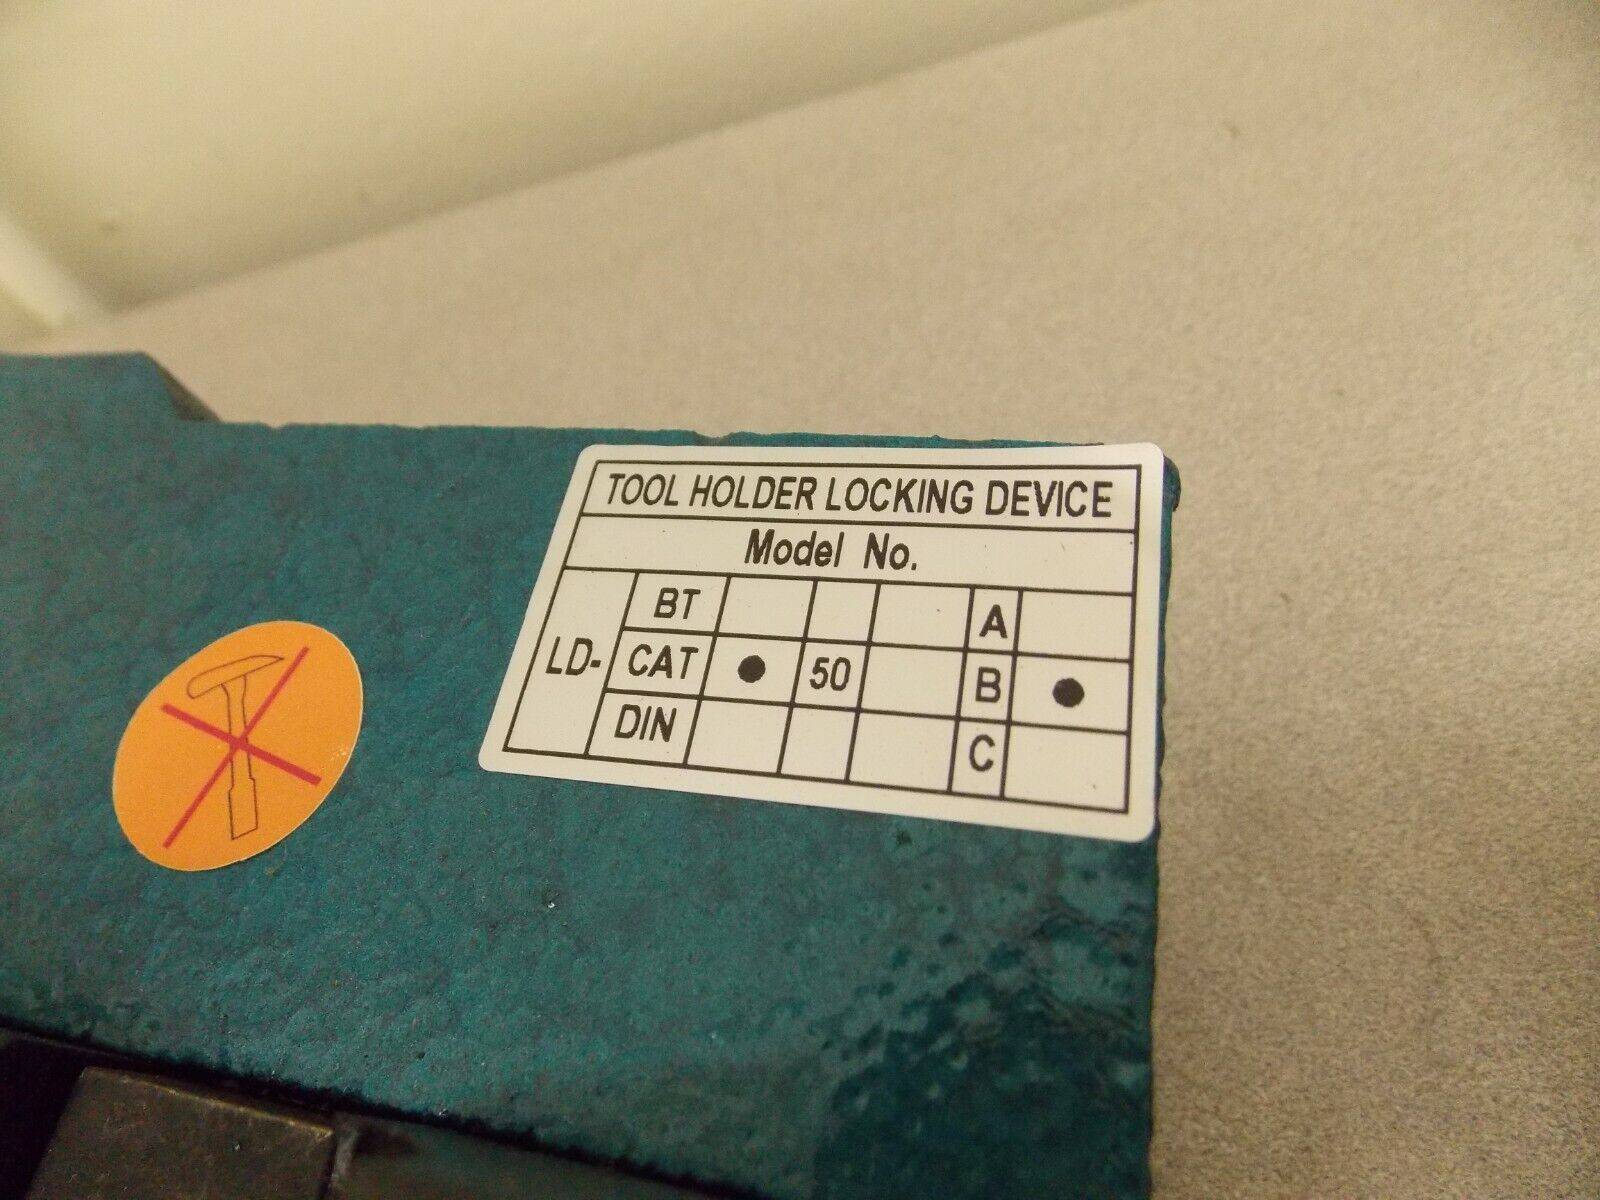 TOOL HOLDER LOCKING DEVICE
Model No.
BT A
LD- CAT ● 50 B ●
DIN C